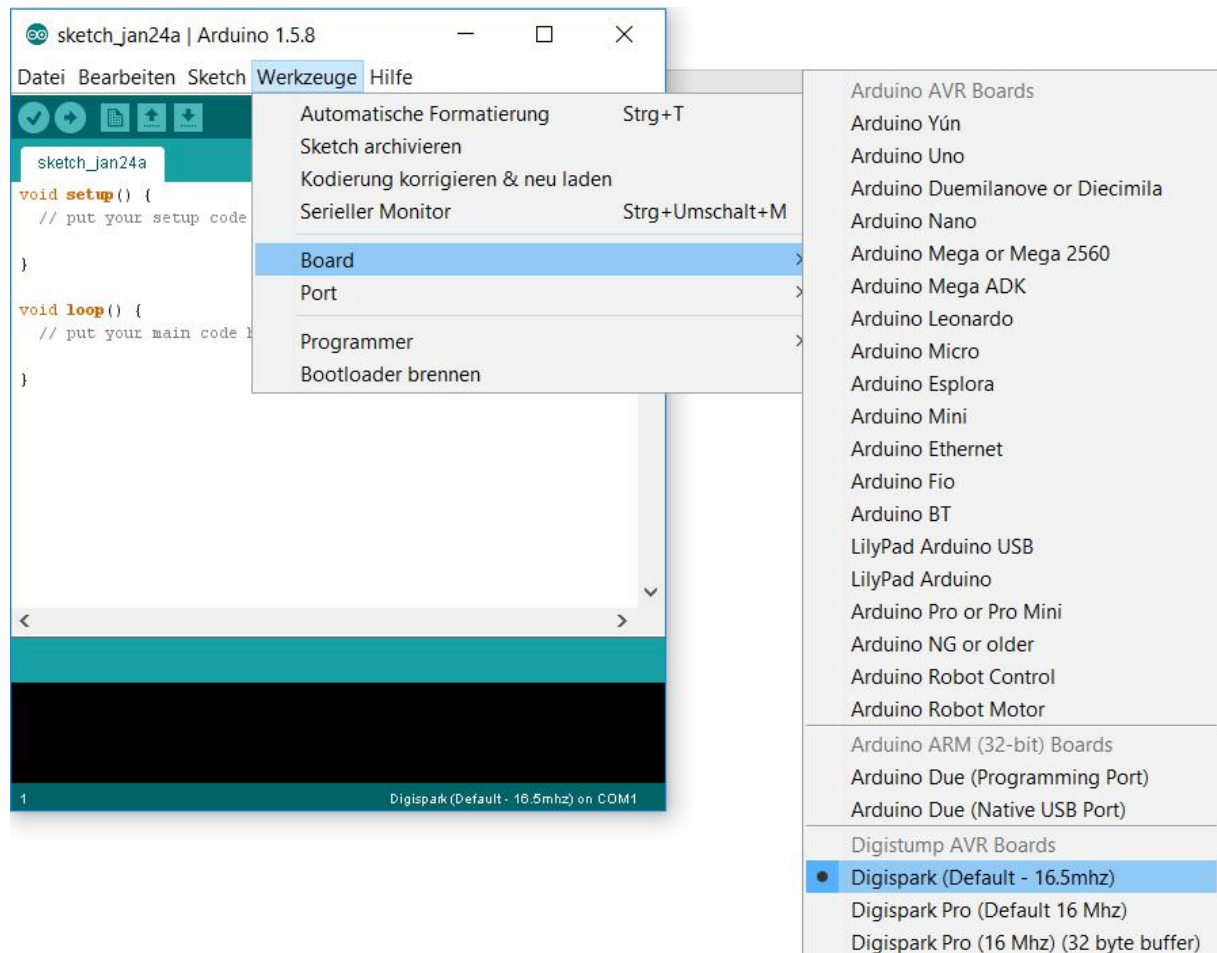 sketch_jan24a | Arduino 1.5.8
Datei Bearbeiten Sketch Werkzeuge Hilfe
sketch_jan24a
void setup() {
// put your setup code
}
void loop() {
// put your main code
}
Automatische Formatierung Strg+T
Sketch archivieren
Kodierung korrigieren & neu laden
Serieller Monitor Strg+Umschalt+M
Board
Port
Programmer
Bootloader brennen
1 Digispark (Default - 16.5mhz) on COM1
Arduino AVR Boards
Arduino Yún
Arduino Uno
Arduino Duemilanove or Diecimila
Arduino Nano
Arduino Mega or Mega 2560
Arduino Mega ADK
Arduino Leonardo
Arduino Micro
Arduino Esplora
Arduino Mini
Arduino Ethernet
Arduino Fio
Arduino BT
LilyPad Arduino USB
LilyPad Arduino
Arduino Pro or Pro Mini
Arduino NG or older
Arduino Robot Control
Arduino Robot Motor
Arduino ARM (32-bit) Boards
Arduino Due (Programming Port)
Arduino Due (Native USB Port)
Digistump AVR Boards
Digispark (Default - 16.5mhz)
Digispark Pro (Default 16 Mhz)
Digispark Pro (16 Mhz) (32 byte buffer)